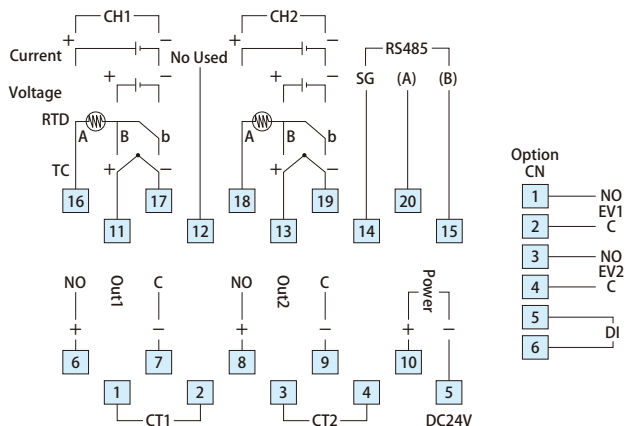 CH1 CH2
+ − + −
Current No Used RS485
+ − + − SG (A) (B)
Voltage
RTD A B b A B b
Option
CN
TC + − + −
16 17 18 19 20
11 12 13 14 15
1 NO
EV1
2 C
3 NO
EV2
4 C
5
DI
6
NO Out1 C NO Out2 C Power
+ − + − + −
6 7 8 9 10
1 2 3 4 5
CT1 CT2 DC24V